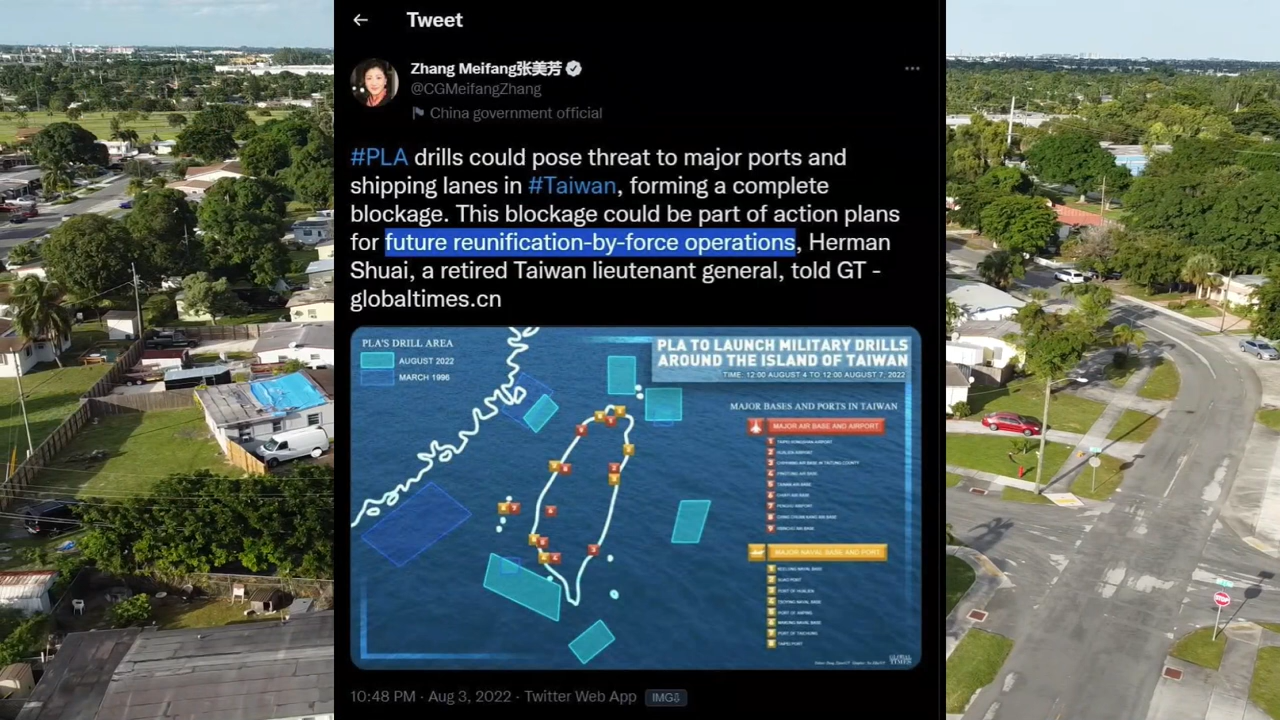 Tweet
Zhang Meifang张美芳
@CGMeifangZhang
China government official
#PLA drills could pose threat to major ports and
shipping lanes in #Taiwan, forming a complete
blockage. This blockage could be part of action plans
for future reunification-by-force operations, Herman
Shuai, a retired Taiwan lieutenant general, told GT -
globaltimes.cn
PLA'S DRILL AREA
AUGUST 2022
MARCH 1996
PLA TO LAUNCH MILITARY DRILLS
AROUND THE ISLAND OF TAIWAN
TIME: 12:00 AUGUST 4 TO 12:00 AUGUST 7, 2022
MAJOR BASES AND PORTS IN TAIWAN
MAJOR AIR BASE AND AIRPORT
MAJOR NAVAL BASE AND PORT
GLOBAL
TIMES
10:48 PM · Aug 3, 2022 · Twitter Web App
STOP